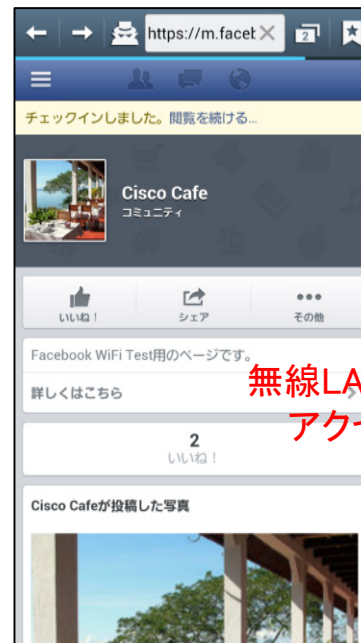 https://m.facet
2
チェックインしました。閲覧を続ける...
Cisco Cafe
コミュニティ
いいね！
シェア
その他
Facebook WiFi Test用のページです。
無線LA
詳しくはこちら
アクセ
2
いいね！
Cisco Cafeが投稿した写真